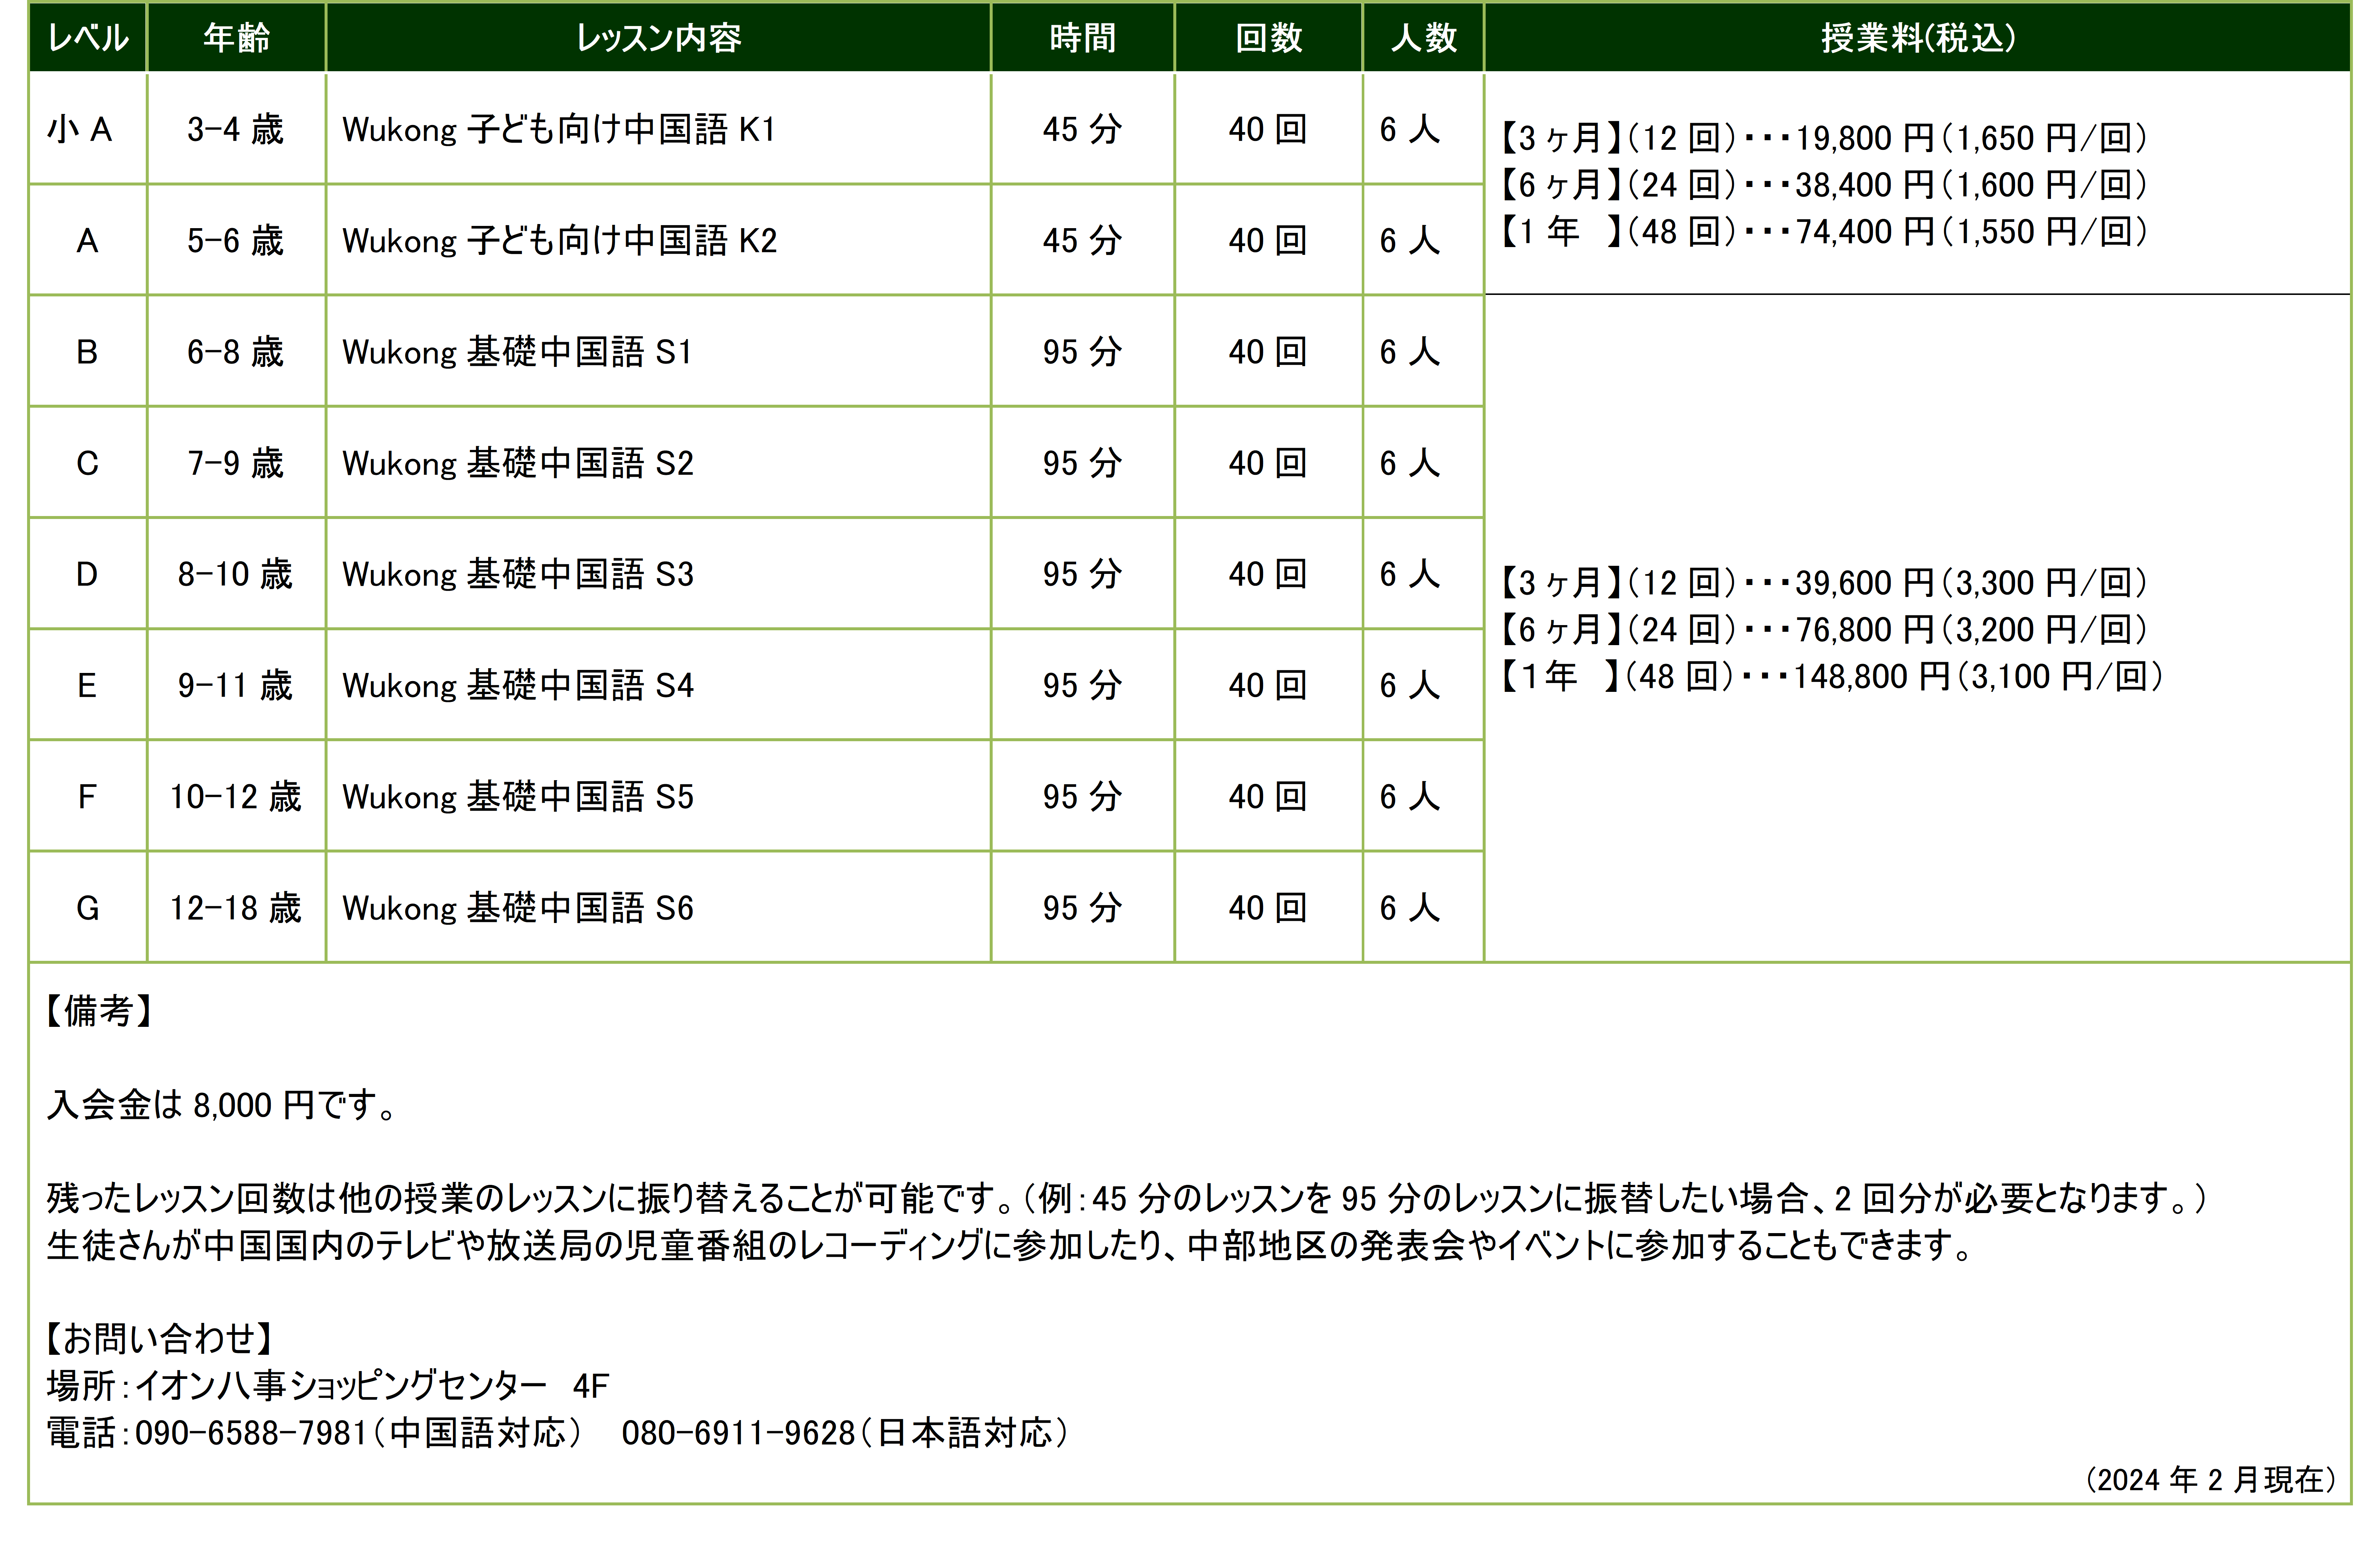 レベル 年齢 レッスン内容 時間 回数 人数 授業料(税込)
小 A 3-4 歳 Wukong 子ども向け中国語 K1 45 分 40 回 6 人
【3 ヶ月】（12 回）・・・19,800 円（1,650 円/回）
【6 ヶ月】（24 回）・・・38,400 円（1,600 円/回）
【1 年　】（48 回）・・・74,400 円（1,550 円/回）
A 5-6 歳 Wukong 子ども向け中国語 K2 45 分 40 回 6 人
B 6-8 歳 Wukong 基礎中国語 S1 95 分 40 回 6 人
C 7-9 歳 Wukong 基礎中国語 S2 95 分 40 回 6 人
D 8-10 歳 Wukong 基礎中国語 S3 95 分 40 回 6 人
【3 ヶ月】（12 回）・・・39,600 円（3,300 円/回）
【6 ヶ月】（24 回）・・・76,800 円（3,200 円/回）
【１年　】（48 回）・・・148,800 円（3,100 円/回）
E 9-11 歳 Wukong 基礎中国語 S4 95 分 40 回 6 人
F 10-12 歳 Wukong 基礎中国語 S5 95 分 40 回 6 人
G 12-18 歳 Wukong 基礎中国語 S6 95 分 40 回 6 人
【備考】
入会金は 8,000 円です。
残ったレッスン回数は他の授業のレッスンに振り替えることが可能です。（例：45 分のレッスンを 95 分のレッスンに振替したい場合、2 回分が必要となります。）
生徒さんが中国国内のテレビや放送局の児童番組のレコーディングに参加したり、中部地区の発表会やイベントに参加することもできます。
【お問い合わせ】
場所：イオン八事ショッピングセンター　4F
電話：090-6588-7981（中国語対応）　080-6911-9628（日本語対応）
（2024 年 2 月現在）